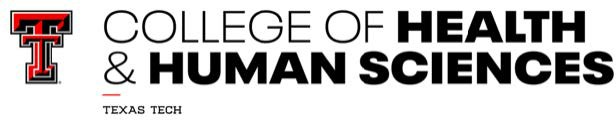 COLLEGE OF HEALTH
& HUMAN SCIENCES
TEXAS TECH